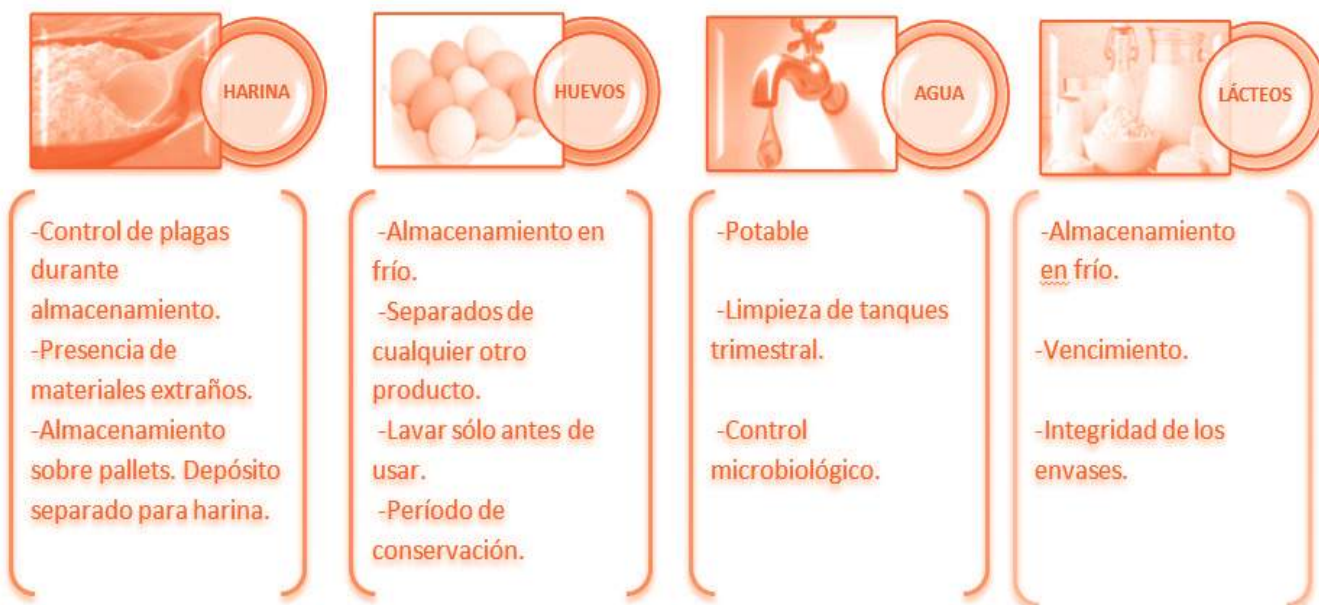 HARINA
-Control de plagas
durante
almacenamiento.
-Presencia de
materiales extraños.
-Almacenamiento
sobre pallets. Depósito
separado para harina.
HUEVOS
-Almacenamiento en
frío.
-Separados de
cualquier otro
producto.
-Lavar sólo antes de
usar.
-Período de
conservación.
AGUA
-Potable
-Limpieza de tanques
trimestral.
-Control
microbiológico.
LÁCTEOS
-Almacenamiento
en frío.
-Vencimiento.
-Integridad de los
envases.